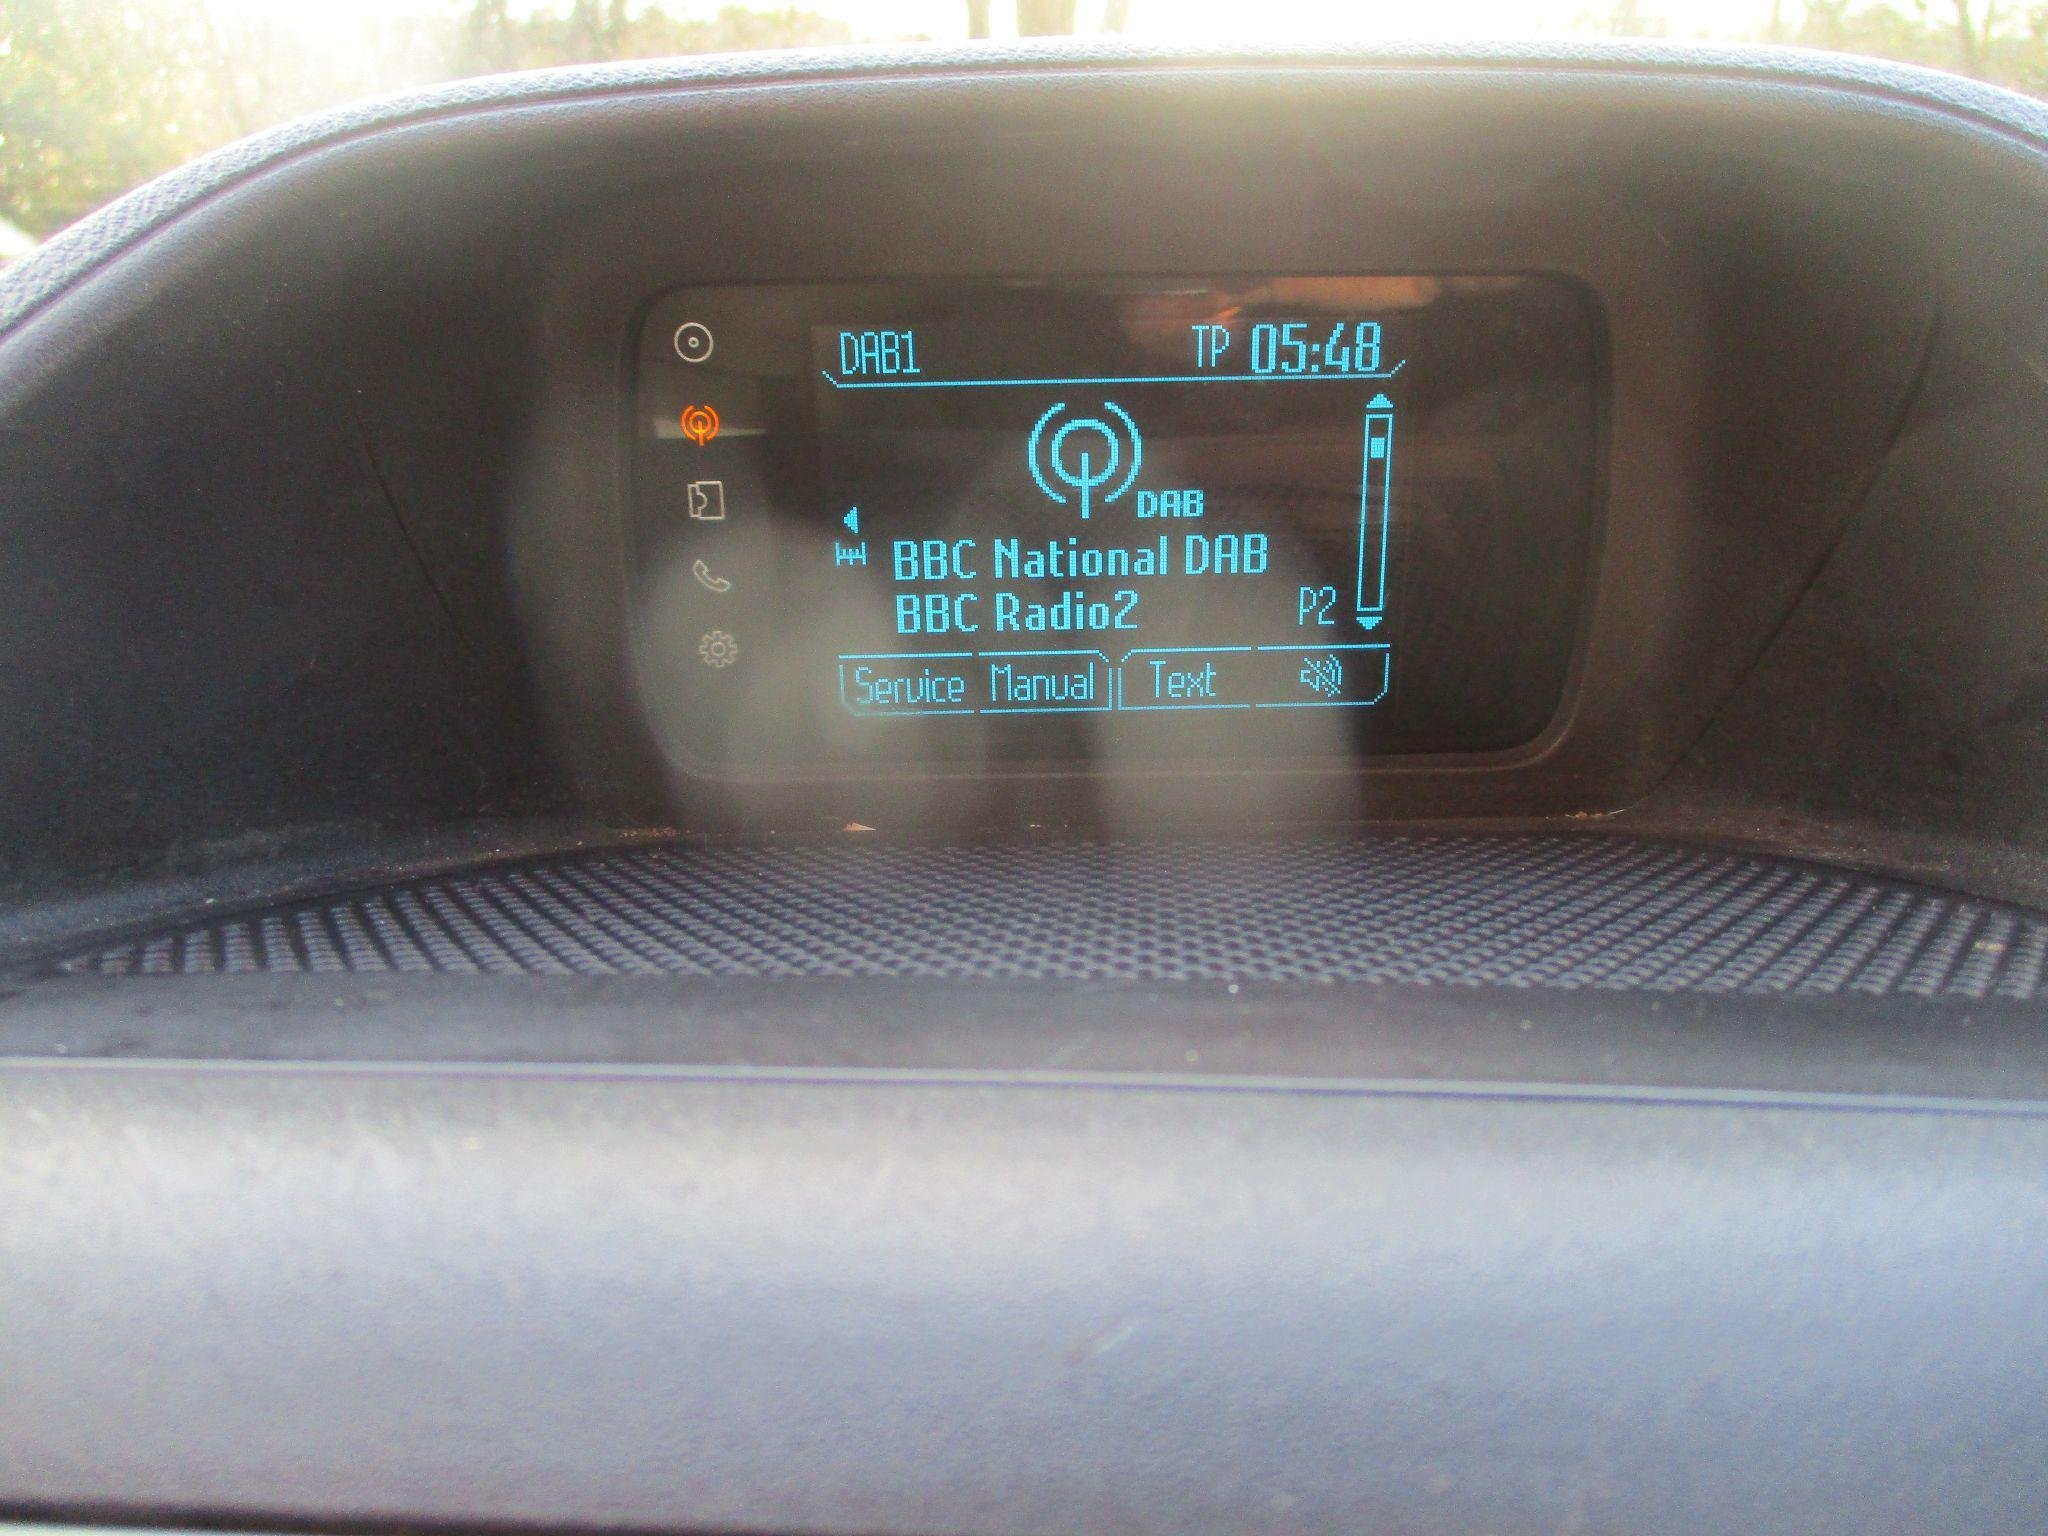 DAB1 TP 05:48
DAB
BBC National DAB
BBC Radio2 P2
Service Manual Text